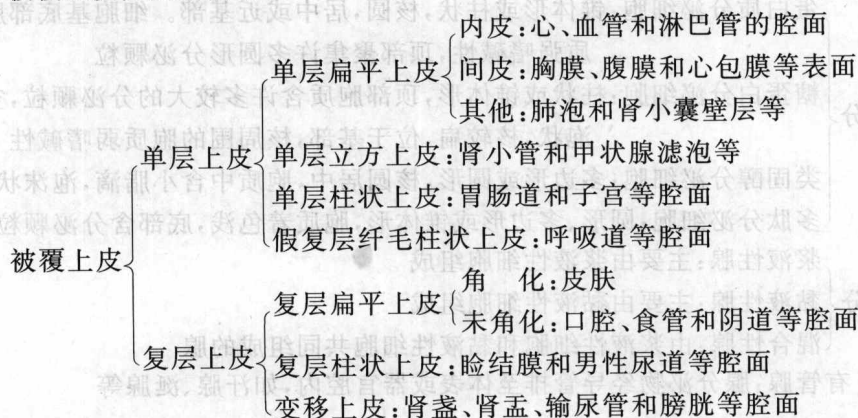 内皮:心、血管和淋巴管的腔面
单层扁平上皮 间皮:胸膜、腹膜和心包膜等表面
其他:肺泡和肾小囊壁层等
单层上皮 单层立方上皮:肾小管和甲状腺滤泡等
单层柱状上皮:胃肠道和子宫等腔面
假复层纤毛柱状上皮:呼吸道等腔面
被覆上皮
角 化:皮肤
复层扁平上皮
未角化:口腔、食管和阴道等腔面
复层上皮 复层柱状上皮:睑结膜和男性尿道等腔面
变移上皮:肾盏、肾盂、输尿管和膀胱等腔面